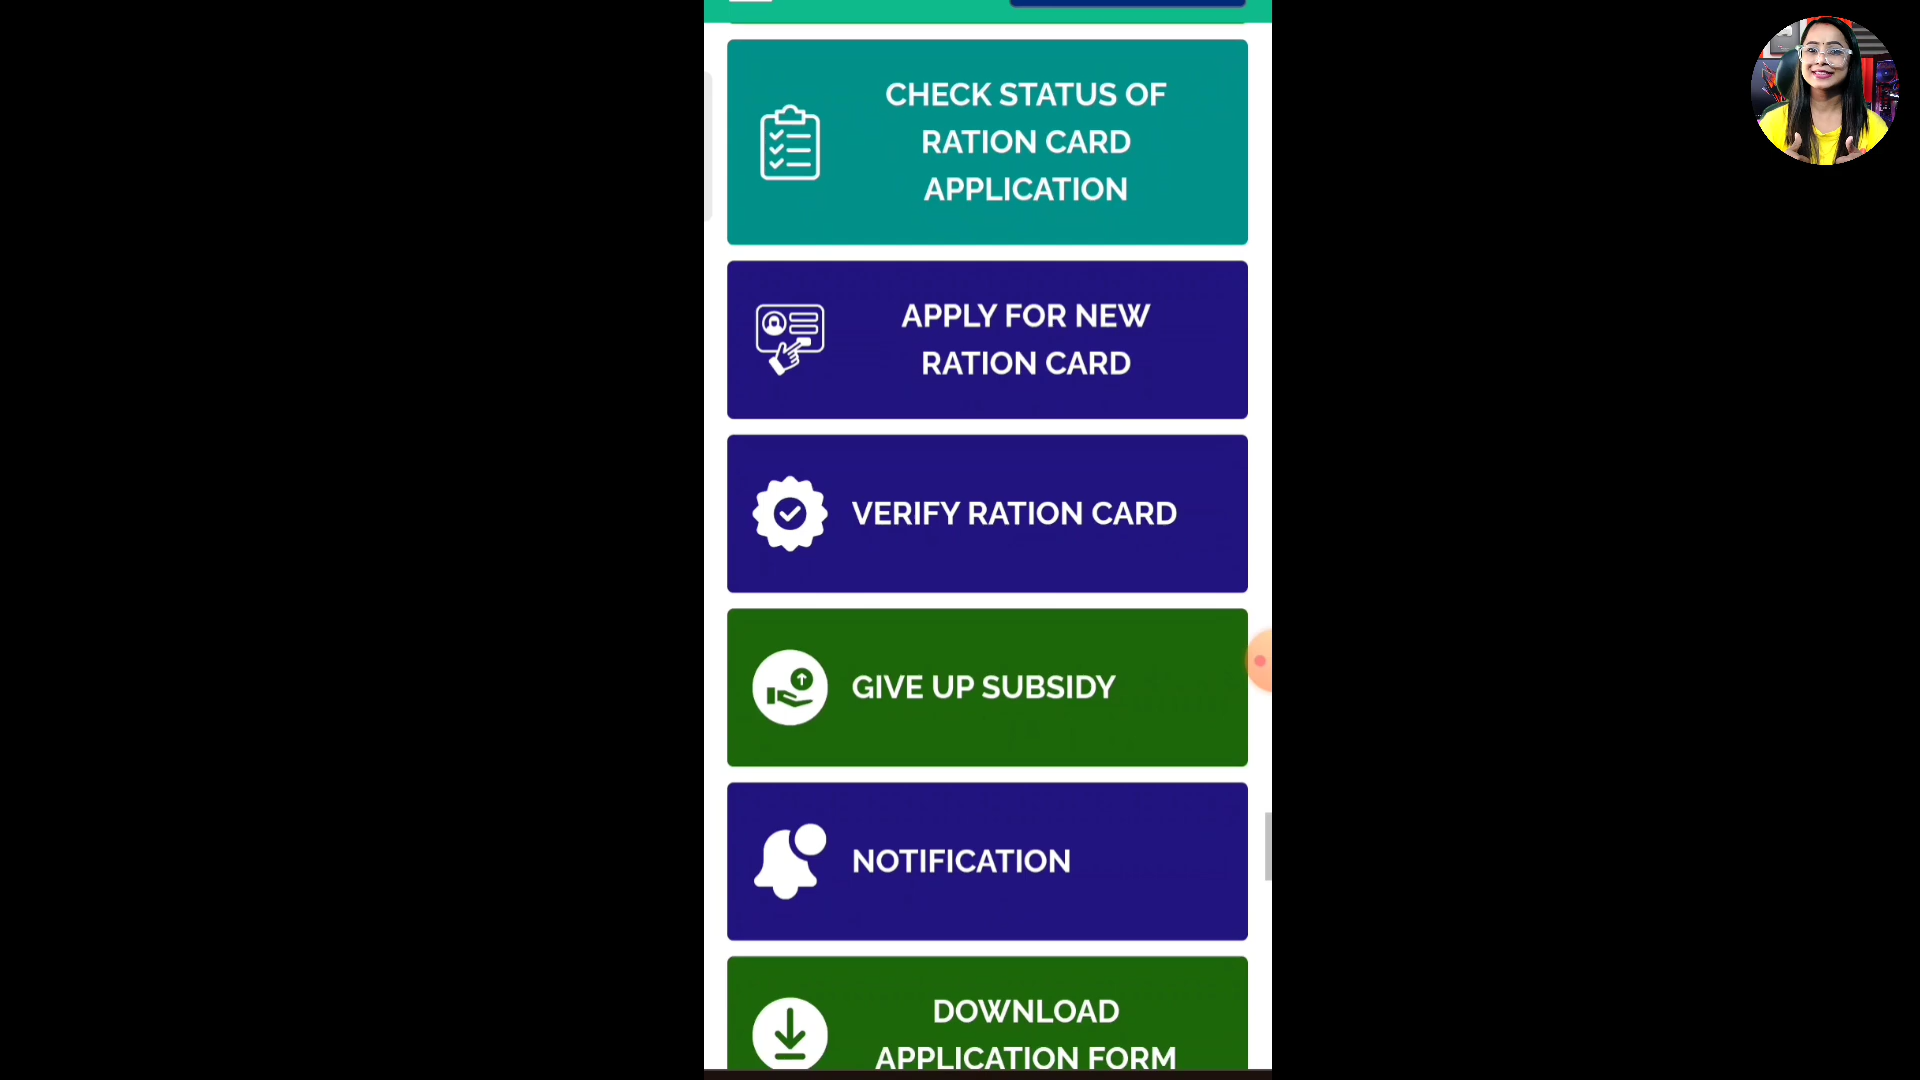 CHECK STATUS OF
RATION CARD
APPLICATION
APPLY FOR NEW
RATION CARD
VERIFY RATION CARD
GIVE UP SUBSIDY
NOTIFICATION
DOWNLOAD
APPLICATION FORM